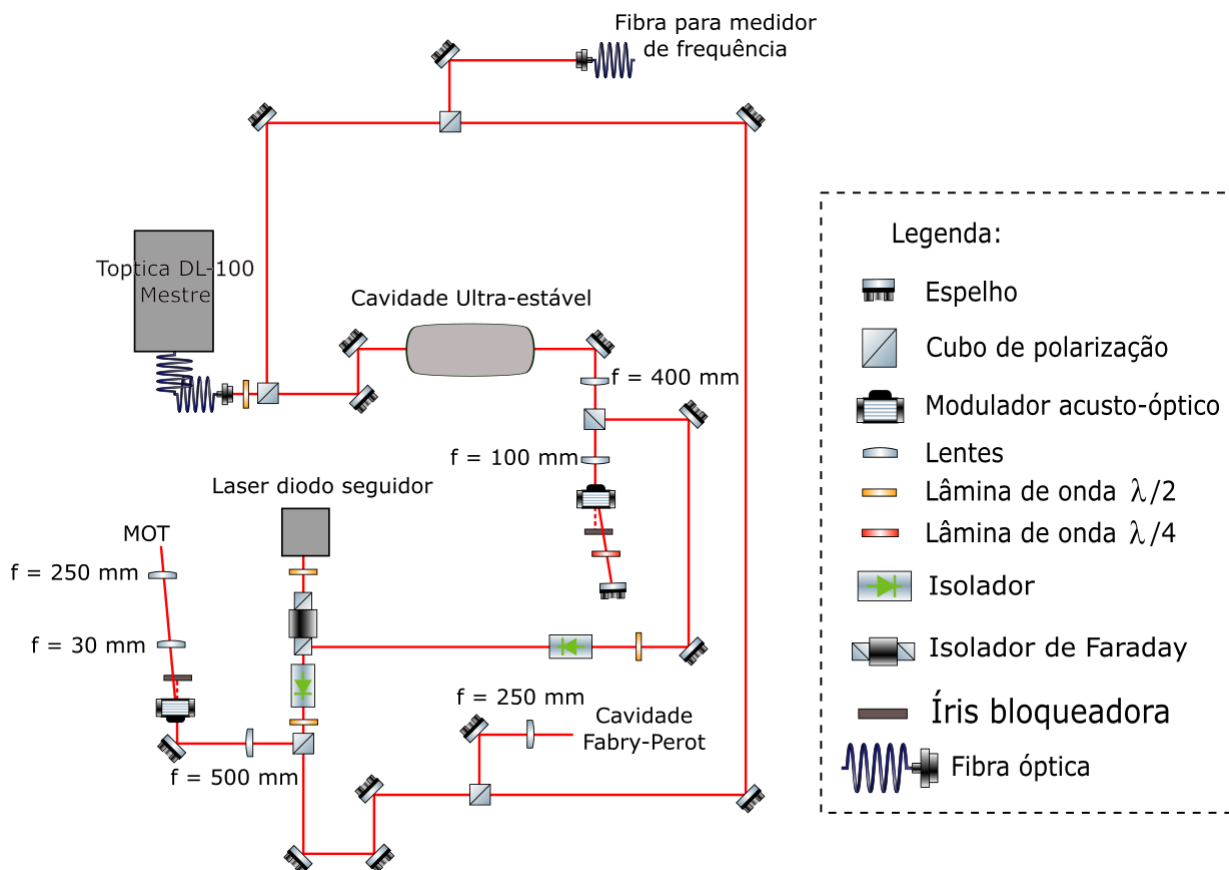 Fibra para medidor
de frequência
Toptica DL-100
Mestre
Cavidade Ultra-estável
f = 400 mm
f = 100 mm
Laser diodo seguidor
MOT
f = 250 mm
f = 30 mm
f = 500 mm
f = 250 mm
Cavidade
Fabry-Perot
Legenda:
Espelho
Cubo de polarização
Modulador acusto-óptico
Lentes
Lâmina de onda λ/2
Lâmina de onda λ/4
Isolador
Isolador de Faraday
Íris bloqueadora
Fibra óptica